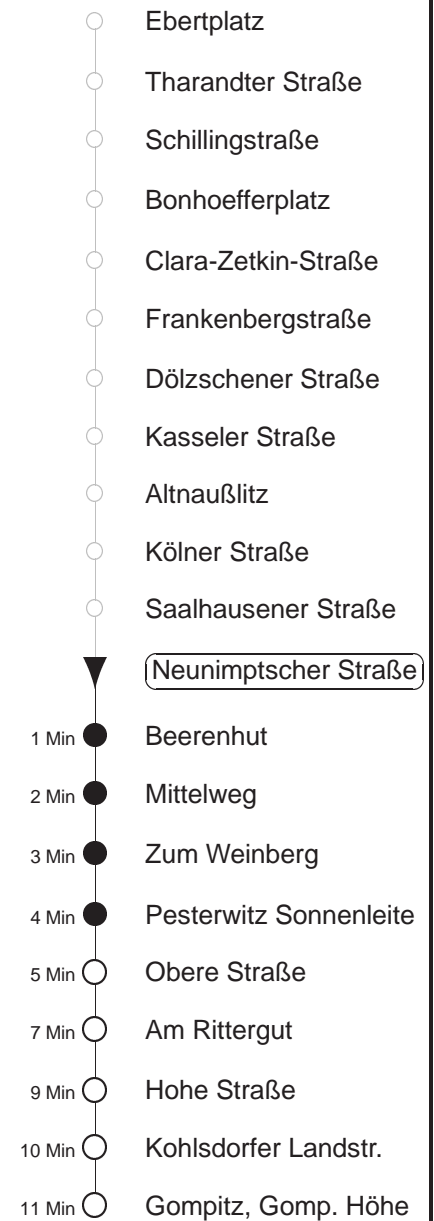 Ebertplatz
Tharandter Straße
Schillingstraße
Bonhoefferplatz
Clara-Zetkin-Straße
Frankenbergstraße
Dölzschener Straße
Kasseler Straße
Altnaußlitz
Kölner Straße
Saalhausener Straße
Neunimptscher Straße
1 Min Beerenhut
2 Min Mittelweg
3 Min Zum Weinberg
4 Min Pesterwitz Sonnenleite
5 Min Obere Straße
7 Min Am Rittergut
9 Min Hohe Straße
10 Min Kohlsdorfer Landstr.
11 Min Gompitz, Gomp. Höhe